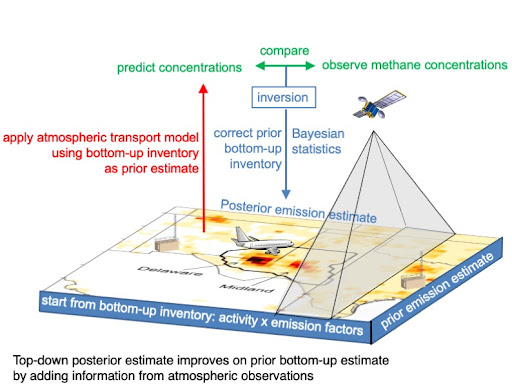 compare
predict concentrations
observe methane concentrations
inversion
apply atmospheric transport model
using bottom-up inventory
as prior estimate
correct prior
bottom-up
inventory
Bayesian
statistics
Posterior emission estimate
Delaware
Midland
start from bottom-up inventory: activity x emission factors
prior emission estimate
Top-down posterior estimate improves on prior bottom-up estimate
by adding information from atmospheric observations